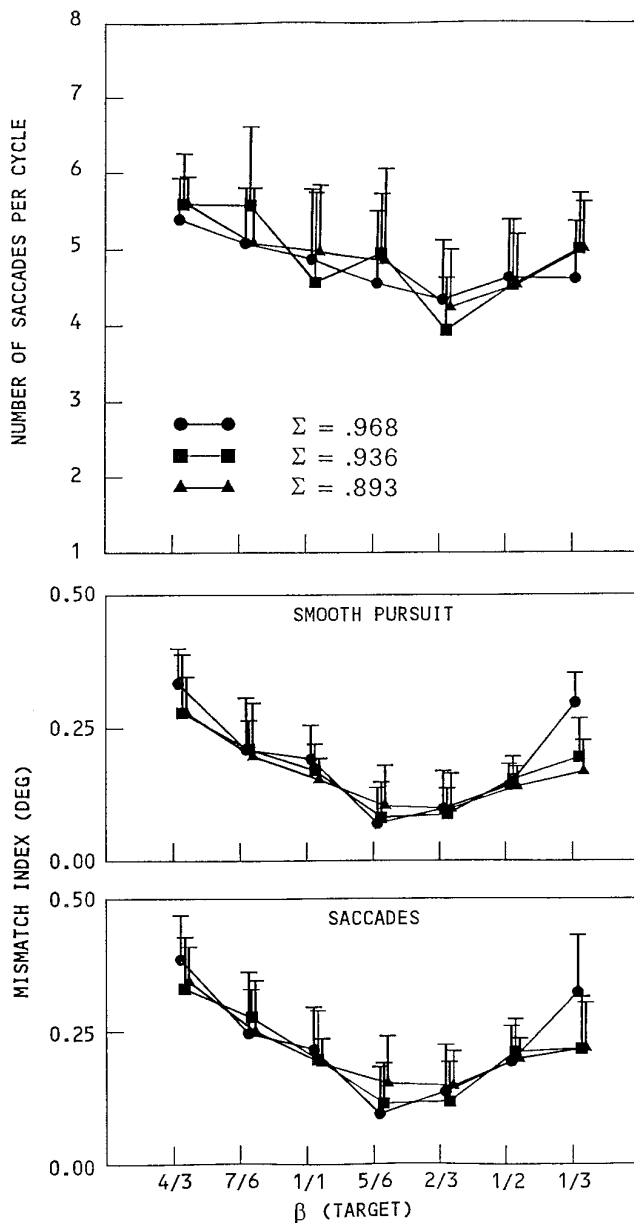 8
7
6
5
4
3
2
1
NUMBER OF SACCADES PER CYCLE
Σ = .968
Σ = .936
Σ = .893
0.50
0.25
0.00
SMOOTH PURSUIT
MISMATCH INDEX (DEG)
0.50
0.25
0.00
SACCADES
4/3 7/6 1/1 5/6 2/3 1/2 1/3
β (TARGET)